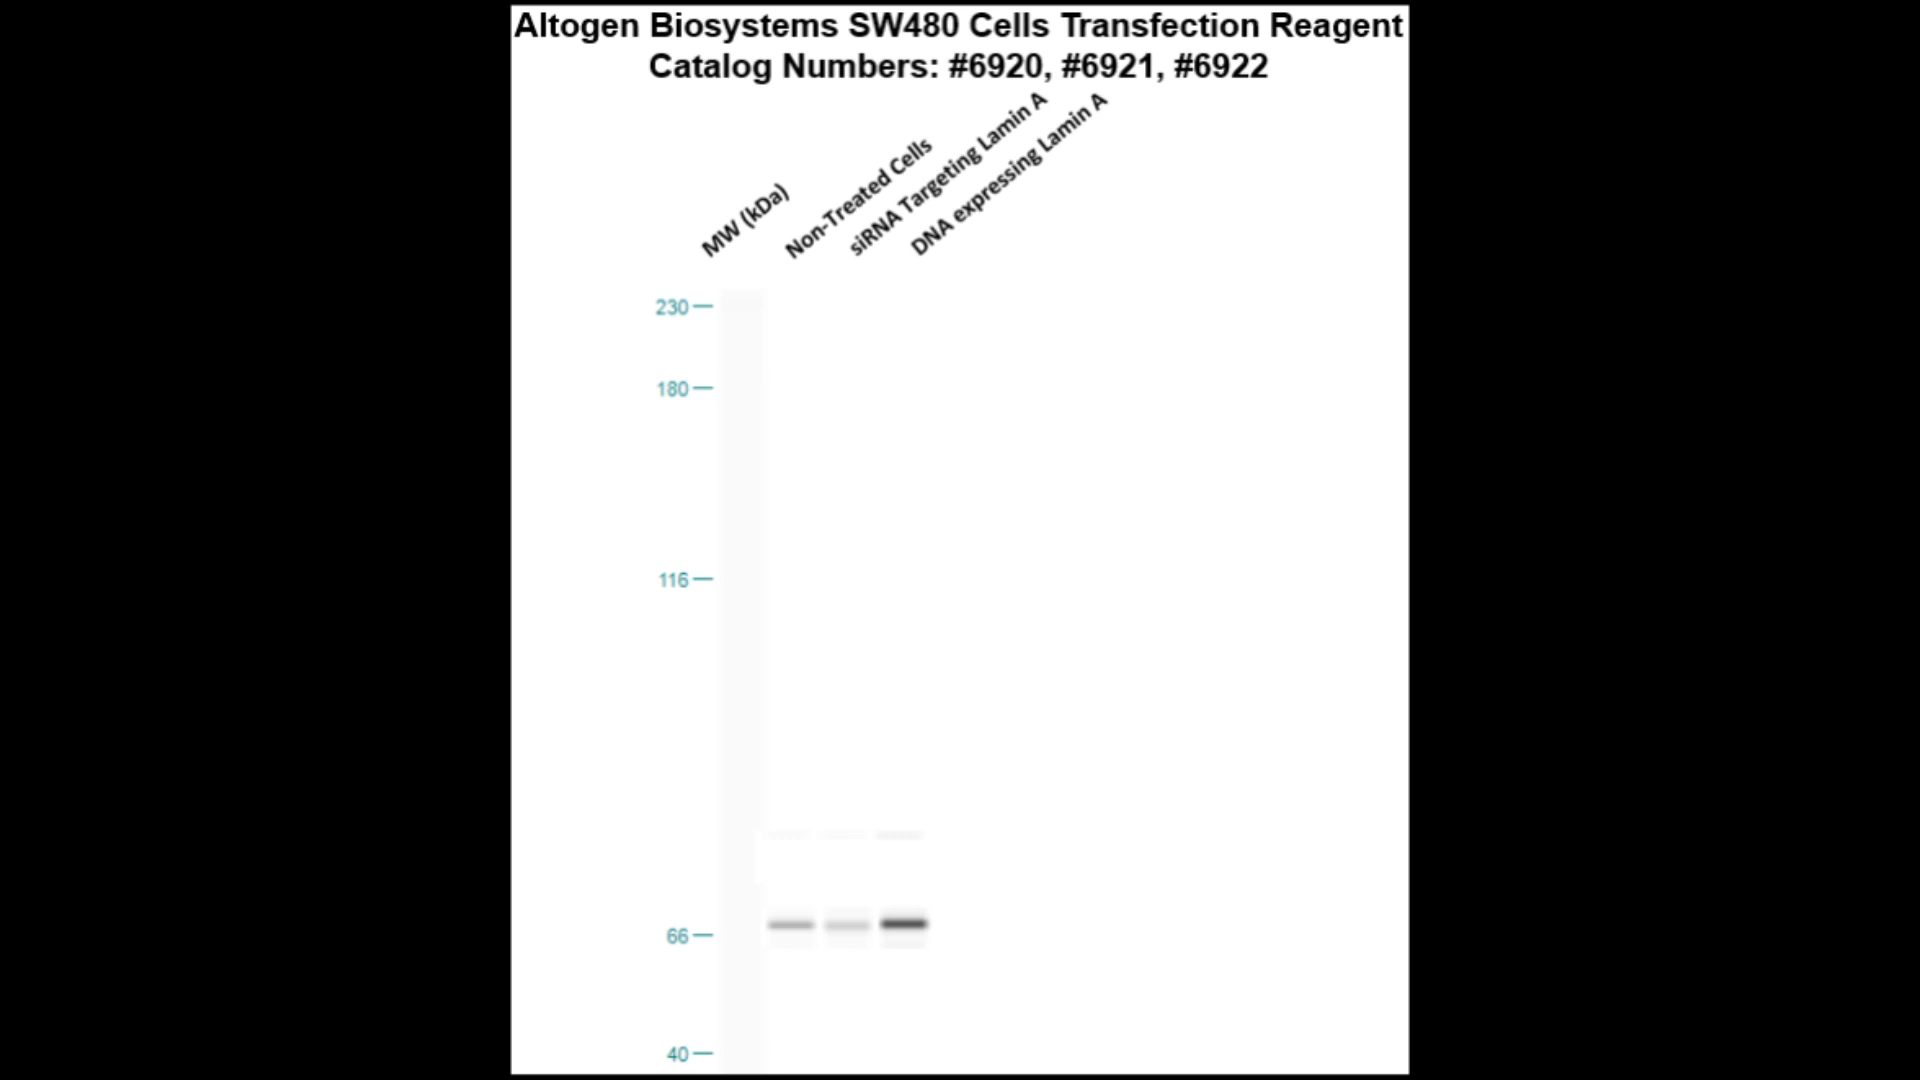 Altogen Biosystems SW480 Cells Transfection Reagent
Catalog Numbers: #6920, #6921, #6922
MW (kDa)
Non-Treated Cells
siRNA Targeting Lamin A
DNA expressing Lamin A
230
180
116
66
40